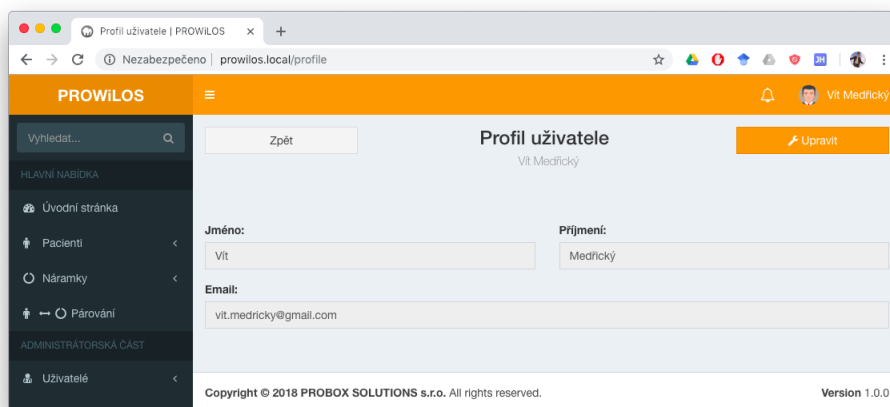 Profil uživatele | PROWiLOS
Nezabezpečeno | prowilos.local/profile
JH
PROWiLOS
Vít Medřický
Vyhledat...
Zpět
Profil uživatele
Vít Medřický
Upravit
HLAVNÍ NABÍDKA
Úvodní stránka
Pacienti
Náramky
Párování
ADMINISTRÁTORSKÁ ČÁST
Uživatelé
Jméno:
Příjmení:
Vít
Medřický
Email:
vit.medricky@gmail.com
Copyright © 2018 PROBOX SOLUTIONS s.r.o. All rights reserved.
Version 1.0.0